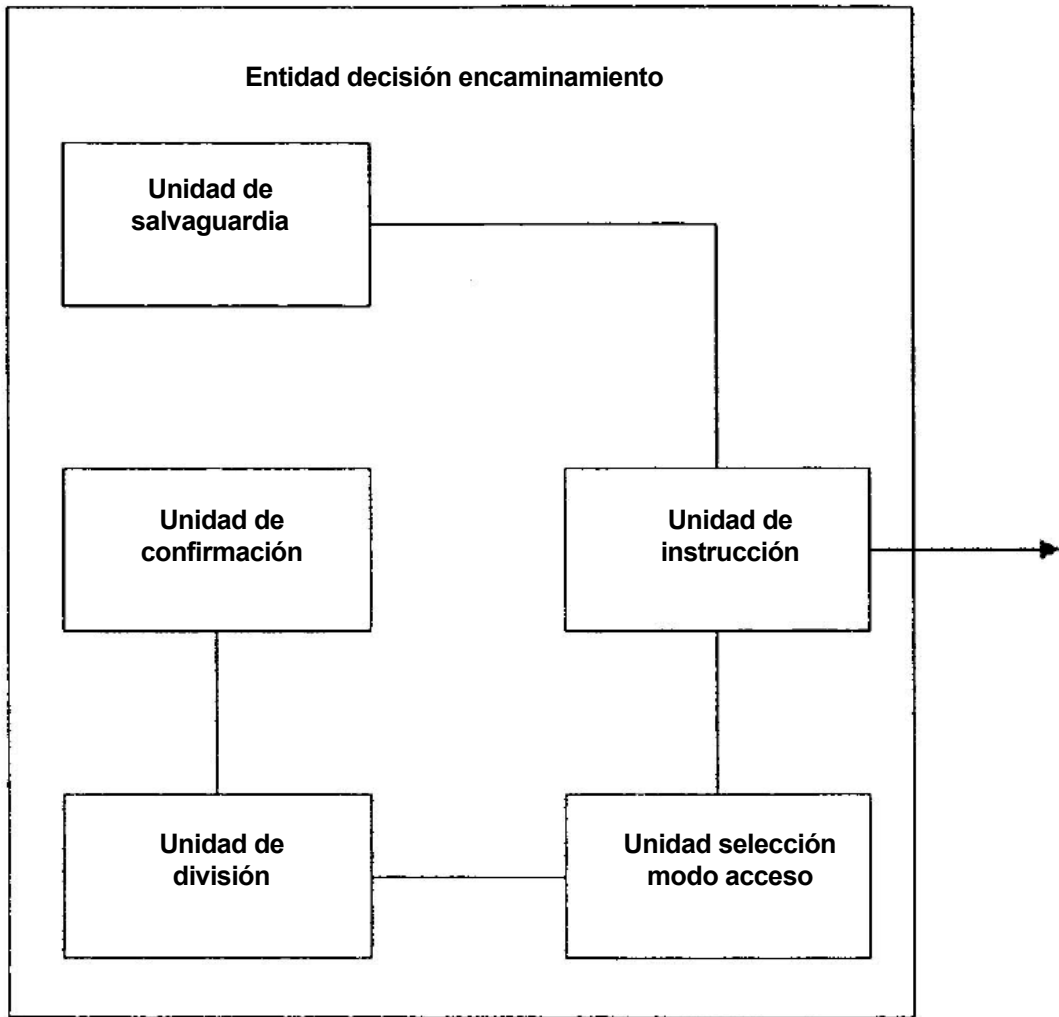 Entidad decisión encaminamiento
Unidad de
salvaguardia
Unidad de
confirmación
Unidad de
instrucción
Unidad de
división
Unidad selección
modo acceso